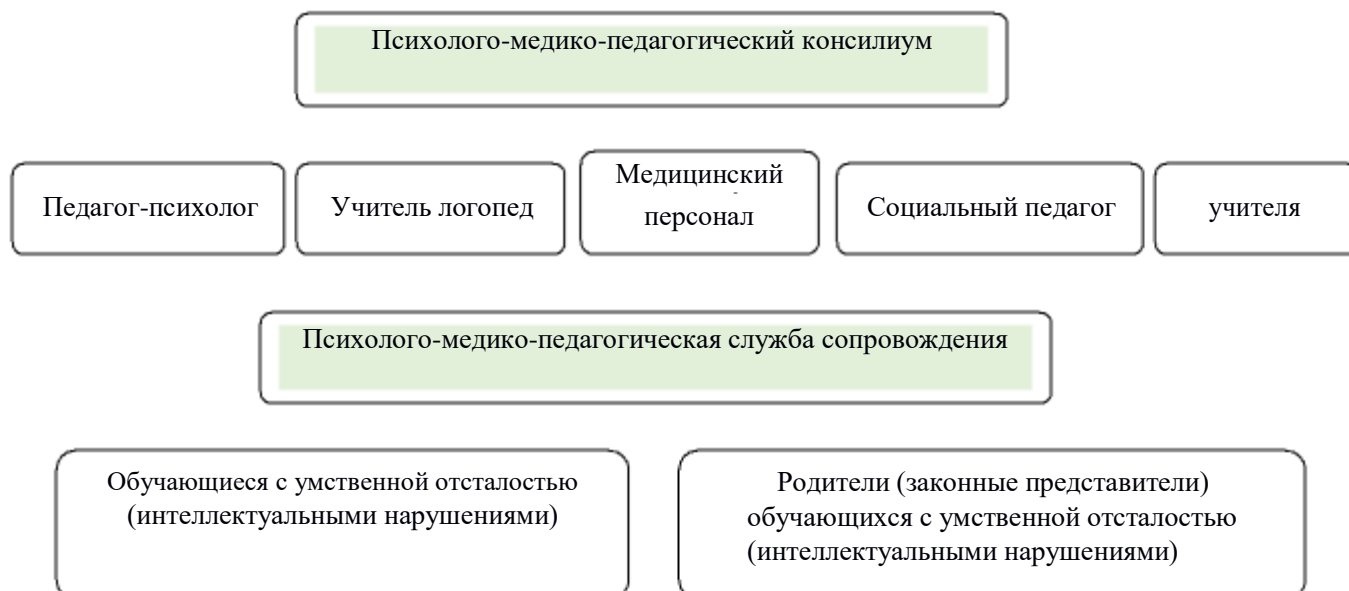 Психолого-медико-педагогический консилиум
Педагог-психолог
Учитель логопед
Медицинский
персонал
Социальный педагог
учителя
Психолого-медико-педагогическая служба сопровождения
Обучающиеся с умственной отсталостью
(интеллектуальными нарушениями)
Родители (законные представители)
обучающихся с умственной отсталостью
(интеллектуальными нарушениями)